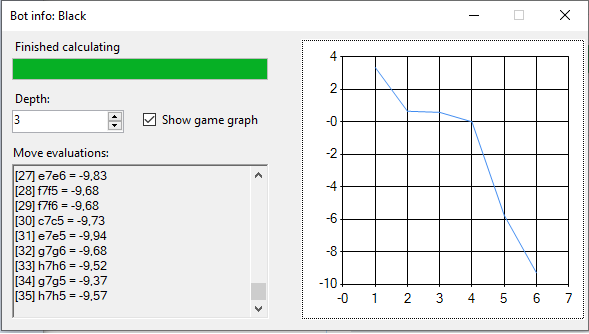 Bot info: Black
Finished calculating
Depth:
3
Show game graph
Move evaluations:
[27] e7e6 = -9,83
[28] f7f5 = -9,68
[29] f7f6 = -9,68
[30] c7c5 = -9,73
[31] e7e5 = -9,94
[32] g7g6 = -9,68
[33] h7h6 = -9,52
[34] g7g5 = -9,37
[35] h7h5 = -9,57
4
2
-0
-2
-4
-6
-8
-10
-0 1 2 3 4 5 6 7